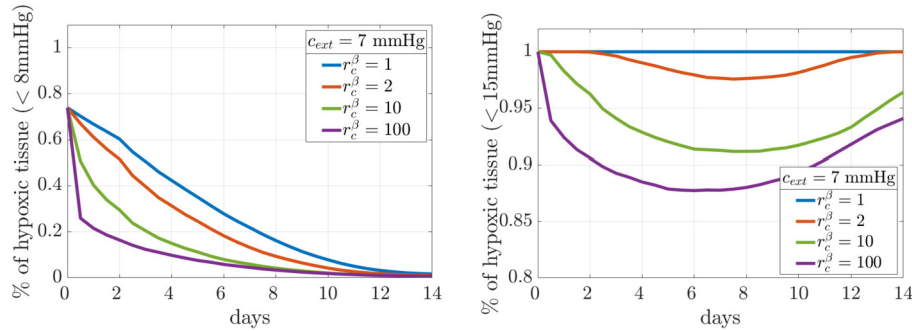 % of hypoxic tissue (< 8mmHg)
1
0.8
0.6
0.4
0.2
0
0 2 4 6 8 10 12 14
days
c_ext = 7 mmHg
r_c^β = 1
r_c^β = 2
r_c^β = 10
r_c^β = 100
% of hypoxic tissue (<15mmHg)
1
0.95
0.9
0.85
0.8
0 2 4 6 8 10 12 14
days
c_ext = 7 mmHg
r_c^β = 1
r_c^β = 2
r_c^β = 10
r_c^β = 100